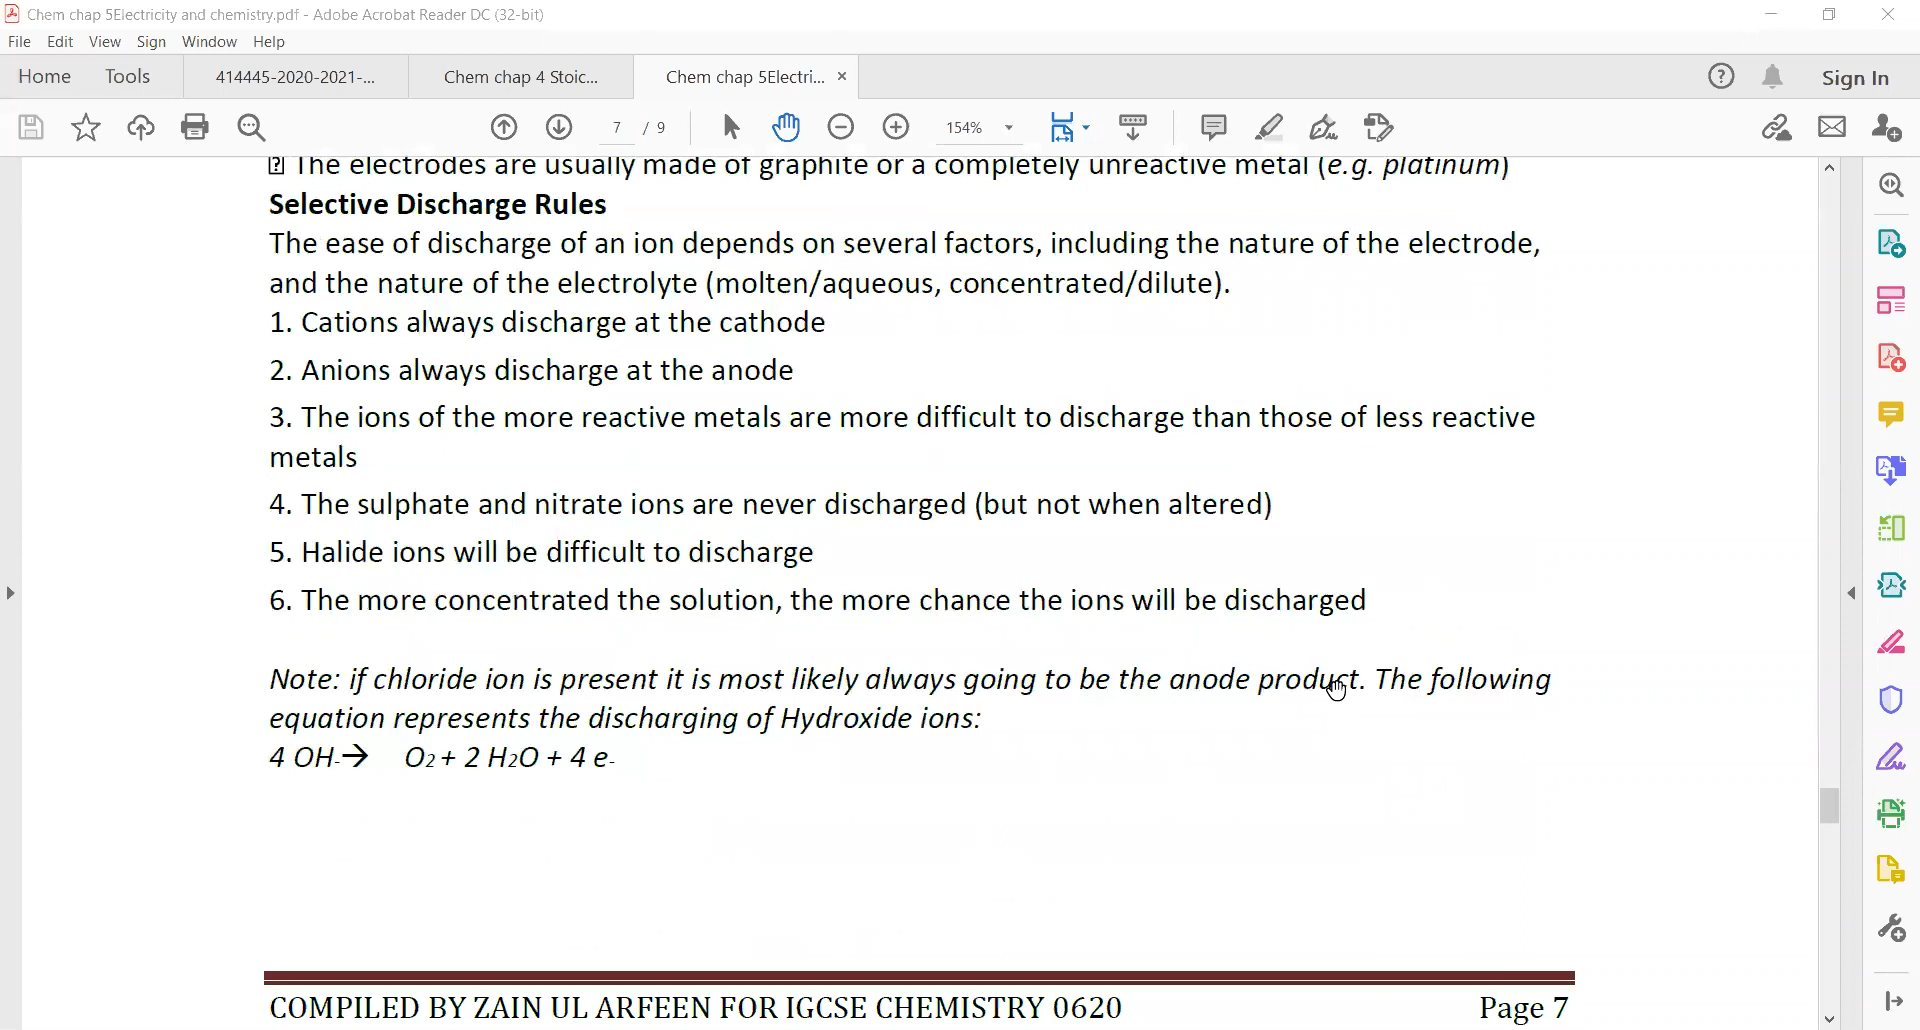 Chem chap 5Electricity and chemistry.pdf - Adobe Acrobat Reader DC (32-bit)
File Edit View Sign Window Help
Home Tools 414445-2020-2021-... Chem chap 4 Stoic... Chem chap 5Electri... × Sign In
7 / 9 154%
⍰ The electrodes are usually made of graphite or a completely unreactive metal (e.g. platinum)
Selective Discharge Rules
The ease of discharge of an ion depends on several factors, including the nature of the electrode,
and the nature of the electrolyte (molten/aqueous, concentrated/dilute).
1. Cations always discharge at the cathode
2. Anions always discharge at the anode
3. The ions of the more reactive metals are more difficult to discharge than those of less reactive
metals
4. The sulphate and nitrate ions are never discharged (but not when altered)
5. Halide ions will be difficult to discharge
6. The more concentrated the solution, the more chance the ions will be discharged
Note: if chloride ion is present it is most likely always going to be the anode product. The following
equation represents the discharging of Hydroxide ions:
4 OH-→ O2 + 2 H2O + 4 e-
COMPILED BY ZAIN UL ARFEEN FOR IGCSE CHEMISTRY 0620 Page 7